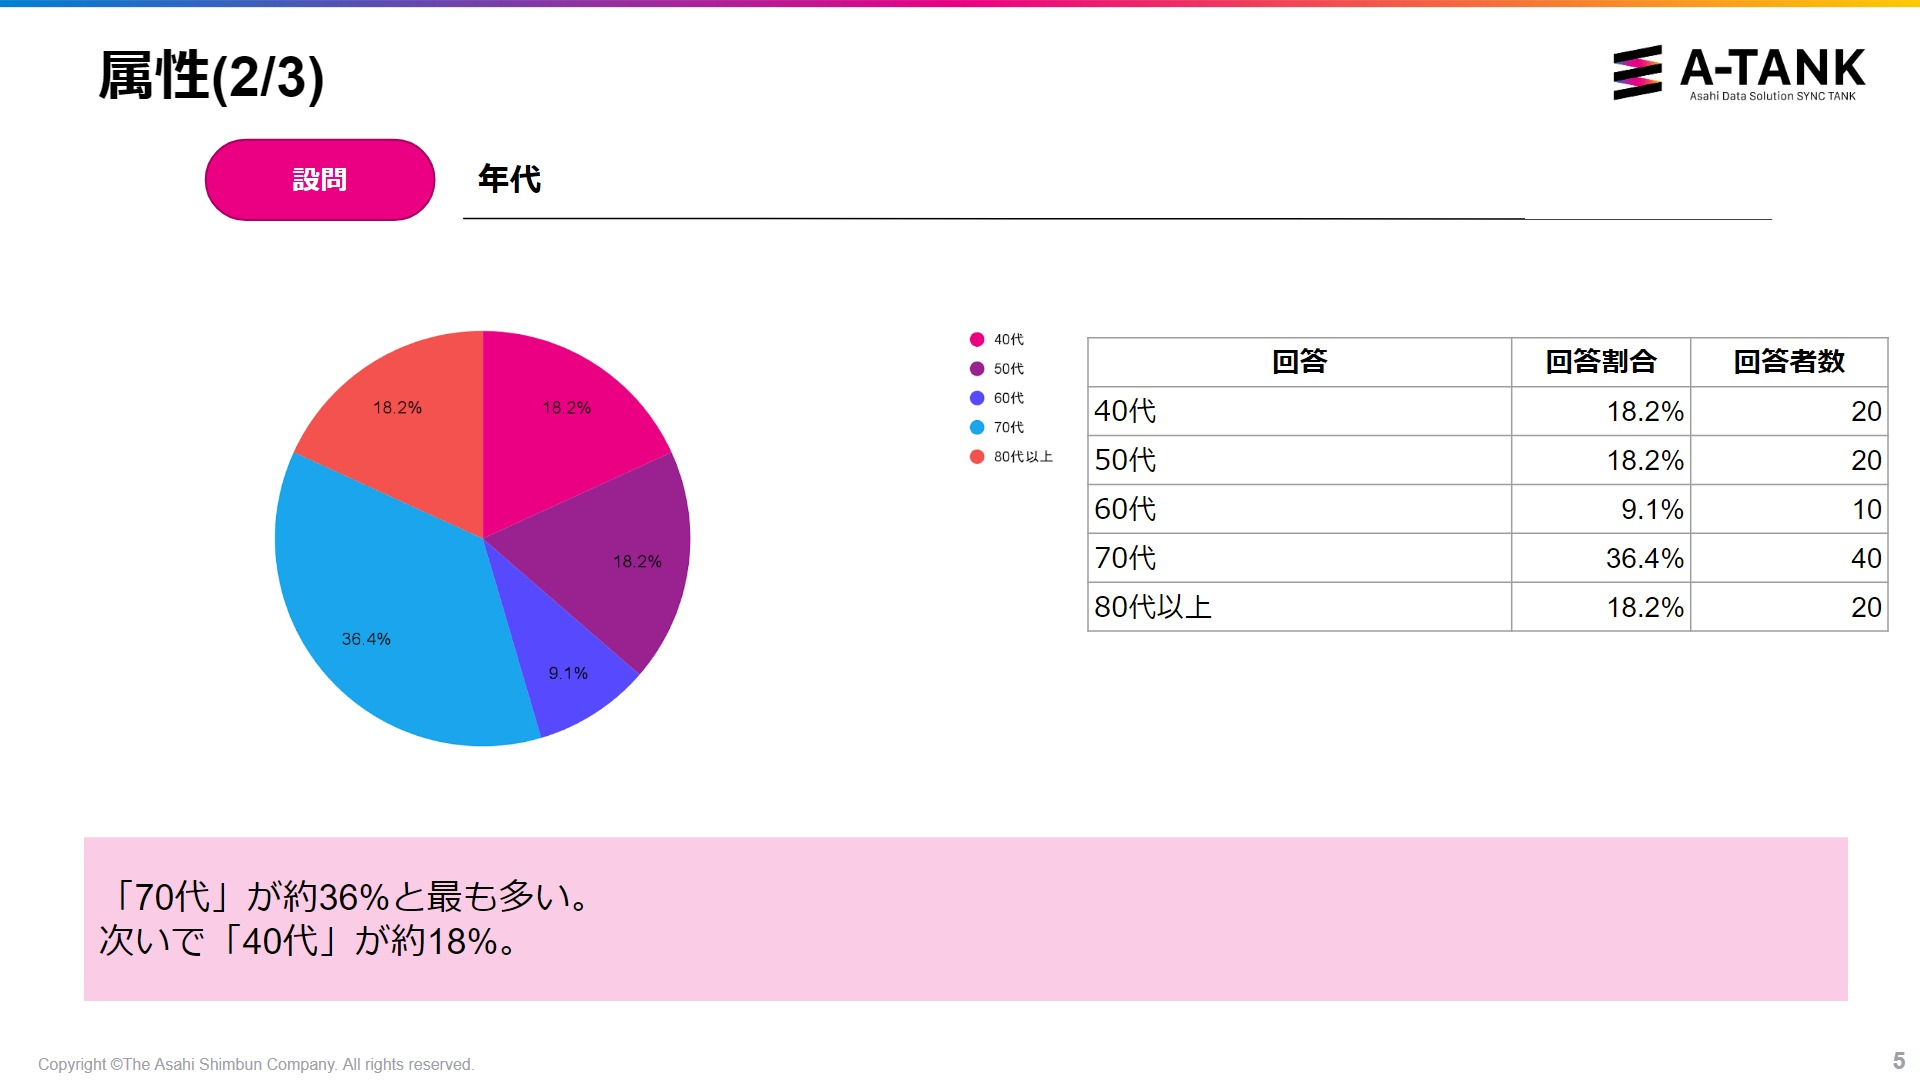 属性(2/3)
A-TANK
Asahi Data Solution SYNC TANK
設問
年代
18.2%
18.2%
18.2%
36.4%
9.1%
40代
50代
60代
70代
80代以上
回答 回答割合 回答者数
40代 18.2% 20
50代 18.2% 20
60代 9.1% 10
70代 36.4% 40
80代以上 18.2% 20
「70代」が約36%と最も多い。
次いで「40代」が約18%。
Copyright ©The Asahi Shimbun Company. All rights reserved.
5